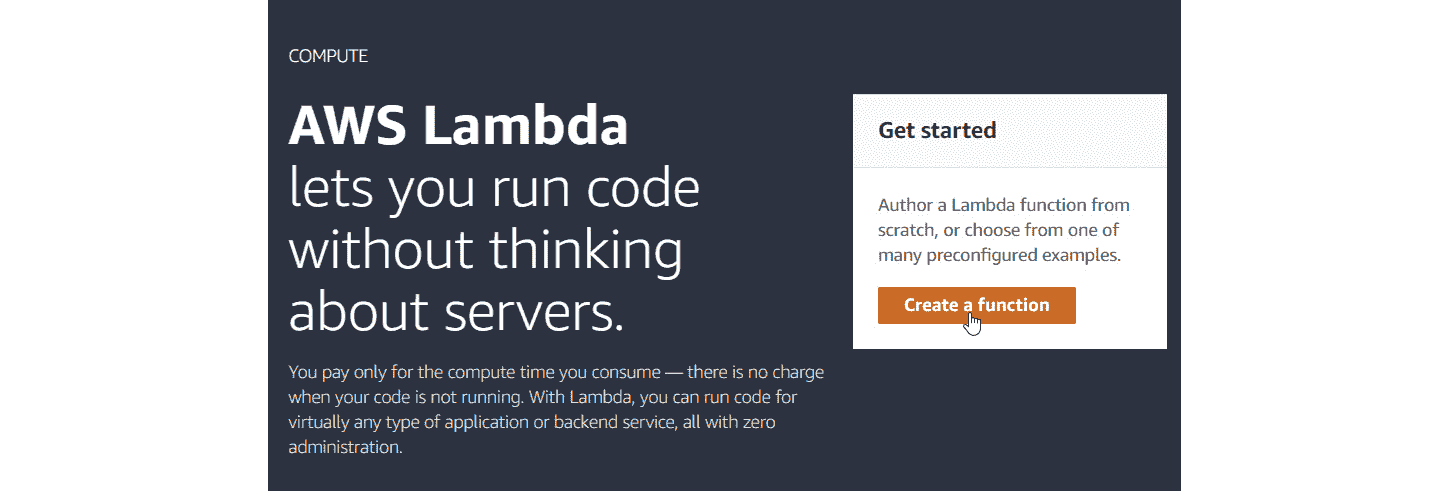 COMPUTE
AWS Lambda
lets you run code
without thinking
about servers.
You pay only for the compute time you consume — there is no charge
when your code is not running. With Lambda, you can run code for
virtually any type of application or backend service, all with zero
administration.
Get started
Author a Lambda function from
scratch, or choose from one of
many preconfigured examples.
Create a function